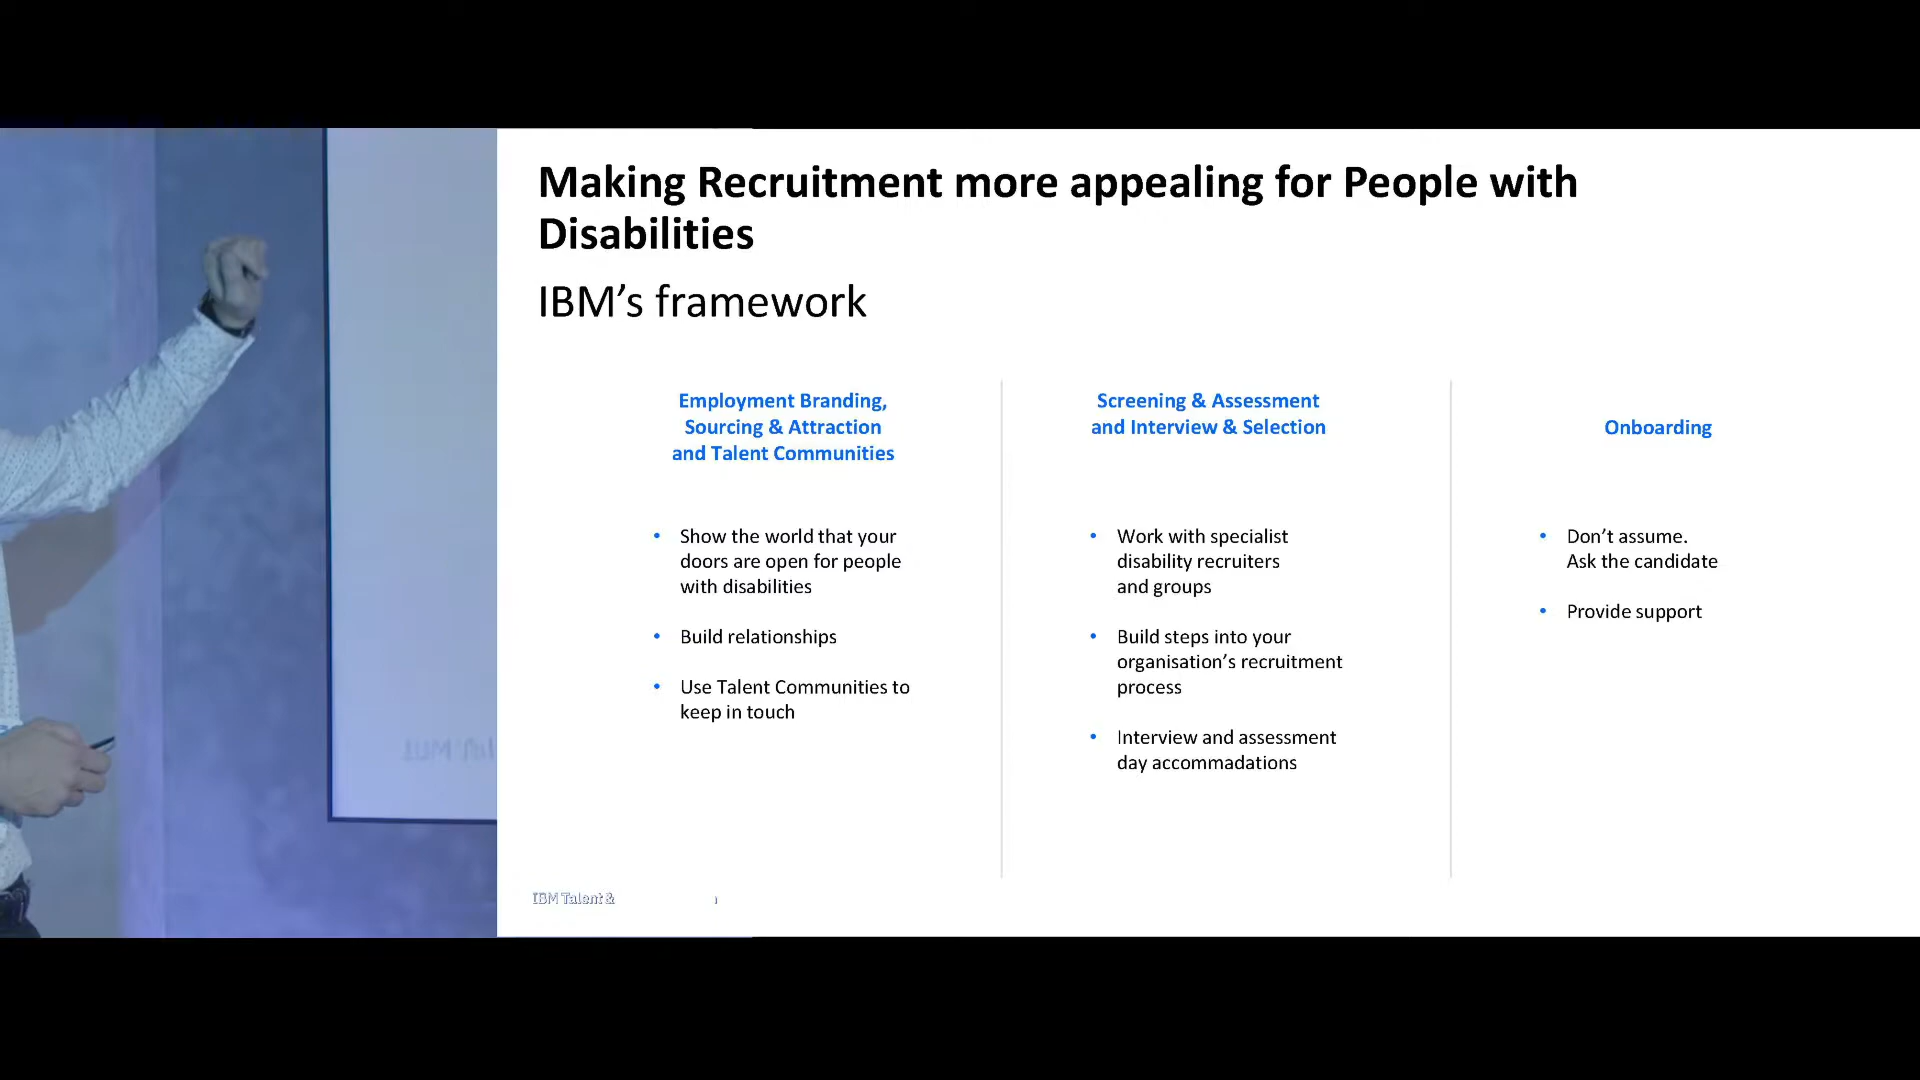 Making Recruitment more appealing for People with
Disabilities
IBM’s framework
Employment Branding,
Sourcing & Attraction
and Talent Communities
• Show the world that your
doors are open for people
with disabilities
• Build relationships
• Use Talent Communities to
keep in touch
Screening & Assessment
and Interview & Selection
• Work with specialist
disability recruiters
and groups
• Build steps into your
organisation’s recruitment
process
• Interview and assessment
day accommadations
Onboarding
• Don’t assume.
Ask the candidate
• Provide support
IBM Talent &